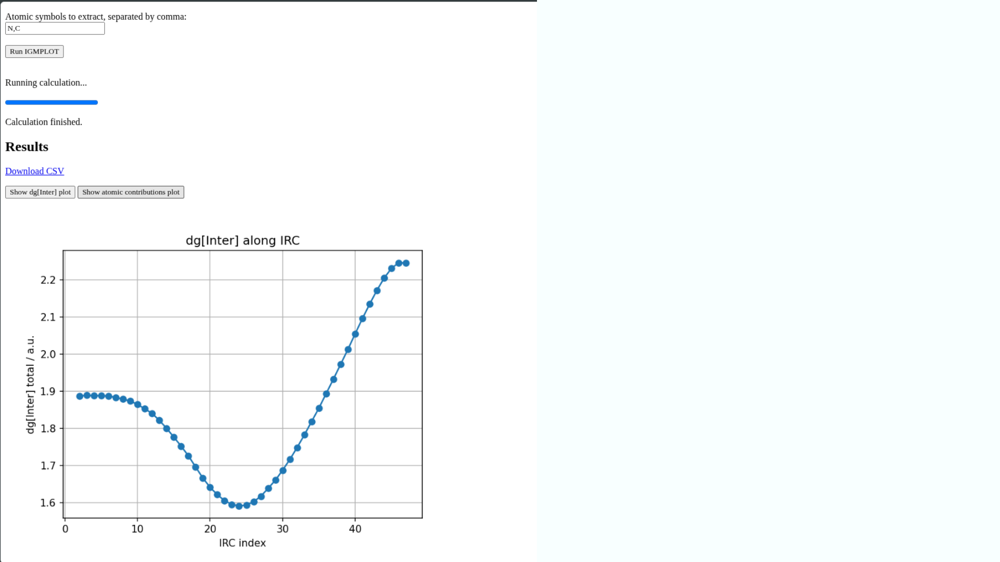 Atomic symbols to extract, separated by comma:
N,C
Run IGMPLOT
Running calculation...
Calculation finished.
Results
Download CSV
Show dg[Inter] plot Show atomic contributions plot
dg[Inter] along IRC
2.2
2.1
2.0
1.9
1.8
1.7
1.6
dg[Inter] total / a.u.
0 10 20 30 40
IRC index